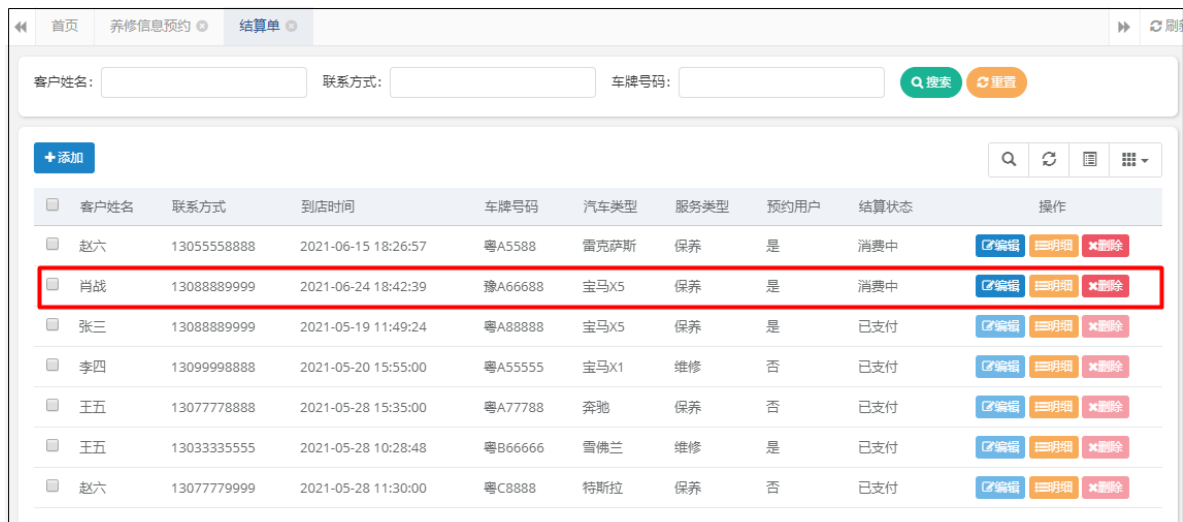 首页 养修信息预约 结算单
客户姓名: 联系方式: 车牌号码: 搜索 重置
添加
客户姓名 联系方式 到店时间 车牌号码 汽车类型 服务类型 预约用户 结算状态 操作
赵六 13055558888 2021-06-15 18:26:57 粤A5588 雷克萨斯 保养 是 消费中 编辑 明细 删除
肖战 13088889999 2021-06-24 18:42:39 豫A66688 宝马X5 保养 是 消费中 编辑 明细 删除
张三 13088889999 2021-05-19 11:49:24 粤A88888 宝马X5 保养 是 已支付 编辑 明细 删除
李四 13099998888 2021-05-20 15:55:00 粤A55555 宝马X1 维修 否 已支付 编辑 明细 删除
王五 13077778888 2021-05-28 15:35:00 粤A77788 奔驰 保养 否 已支付 编辑 明细 删除
王五 13033335555 2021-05-28 10:28:48 粤B66666 雪佛兰 维修 是 已支付 编辑 明细 删除
赵六 13077779999 2021-05-28 11:30:00 粤C8888 特斯拉 保养 否 已支付 编辑 明细 删除